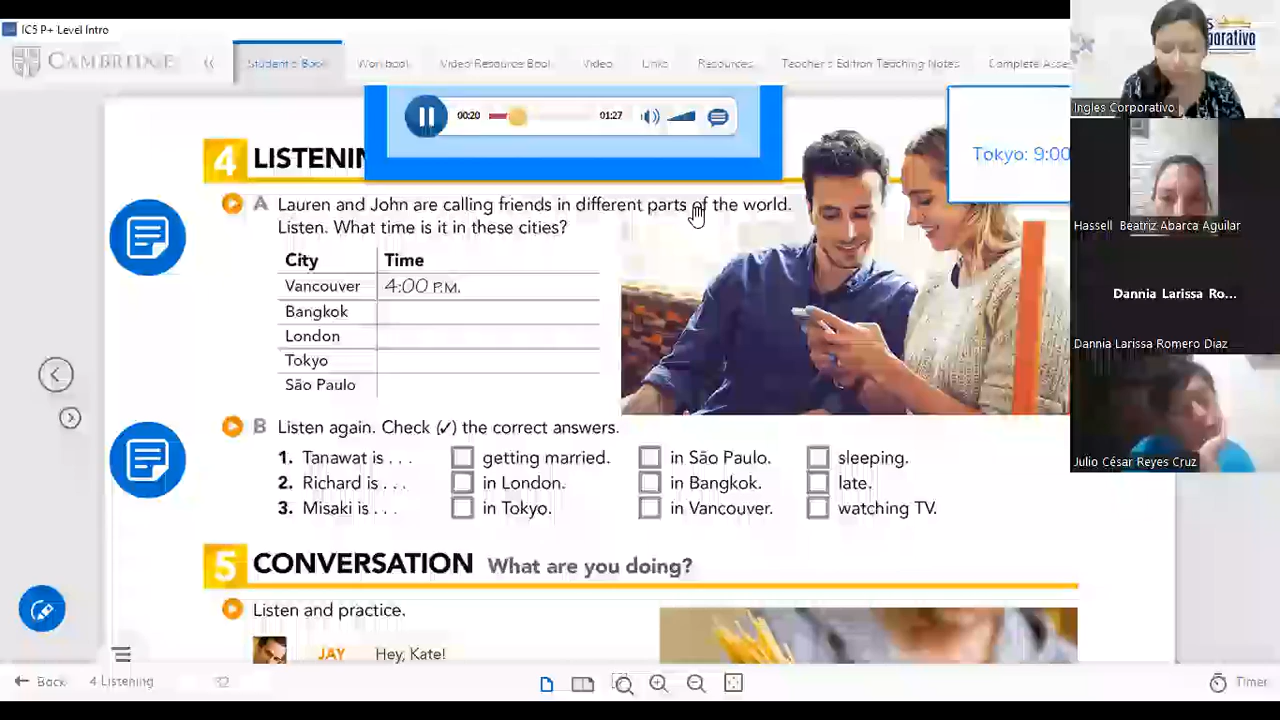 IC5 P+ Level Intro
CAMBRIDGE
Student's Book
Workbook
Video Resource Book
Video
Links
Resources
Teacher's Edition Teaching Notes
Complete Asse
00:20
01:27
Tokyo: 9:00
4 LISTENIN
A Lauren and John are calling friends in different parts of the world.
Listen. What time is it in these cities?
City Time
Vancouver 4:00 P.M.
Bangkok
London
Tokyo
São Paulo
B Listen again. Check (✓) the correct answers.
1. Tanawat is . . . getting married. in São Paulo. sleeping.
2. Richard is . . . in London. in Bangkok. late.
3. Misaki is . . . in Tokyo. in Vancouver. watching TV.
5 CONVERSATION What are you doing?
Listen and practice.
JAY Hey, Kate!
Back
4 Listening
Timer
orativo
Ingles Corporativo
Hassell Beatriz Abarca Aguilar
Dannia Larissa Ro...
Dannia Larissa Romero Diaz
Julio César Reyes Cruz